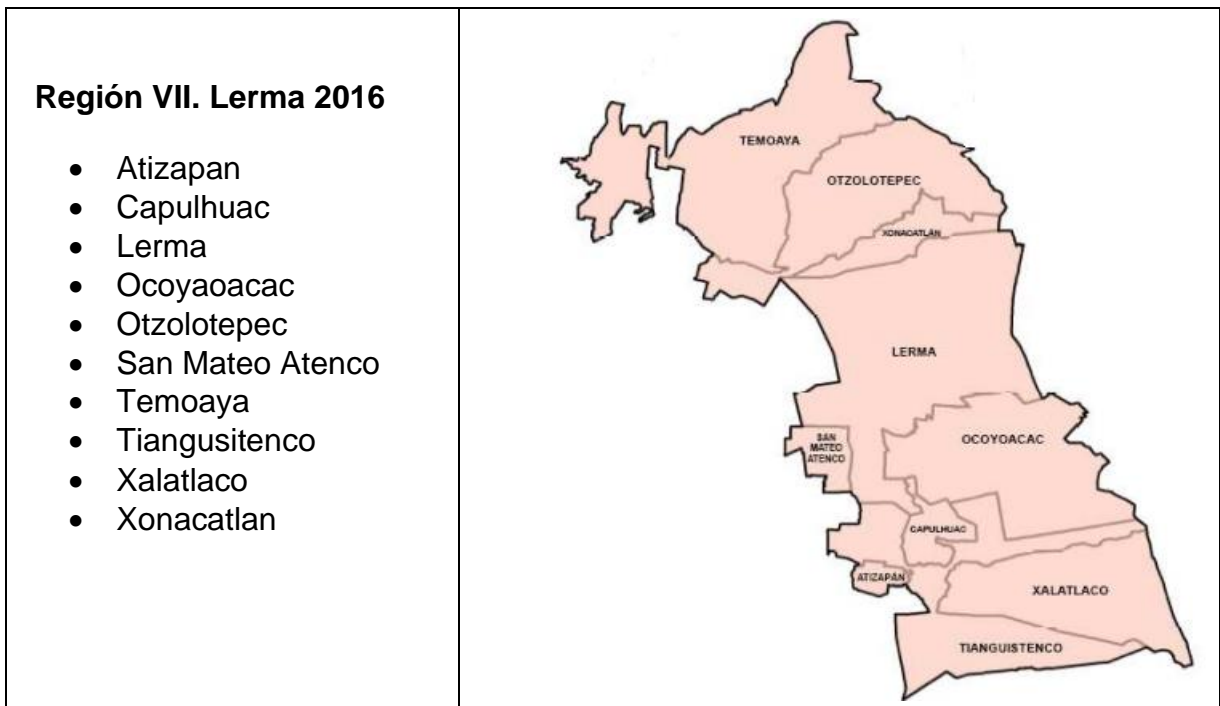 Región VII. Lerma 2016
• Atizapan
• Capulhuac
• Lerma
• Ocoyaoacac
• Otzolotepec
• San Mateo Atenco
• Temoaya
• Tiangusitenco
• Xalatlaco
• Xonacatlan
TEMOAYA
OTZOLOTEPEC
XONACATLÁN
LERMA
OCOYOACAC
SAN
MATEO
ATENCO
CAPULHUAC
ATIZAPÁN
XALATLACO
TIANGUISTENCO